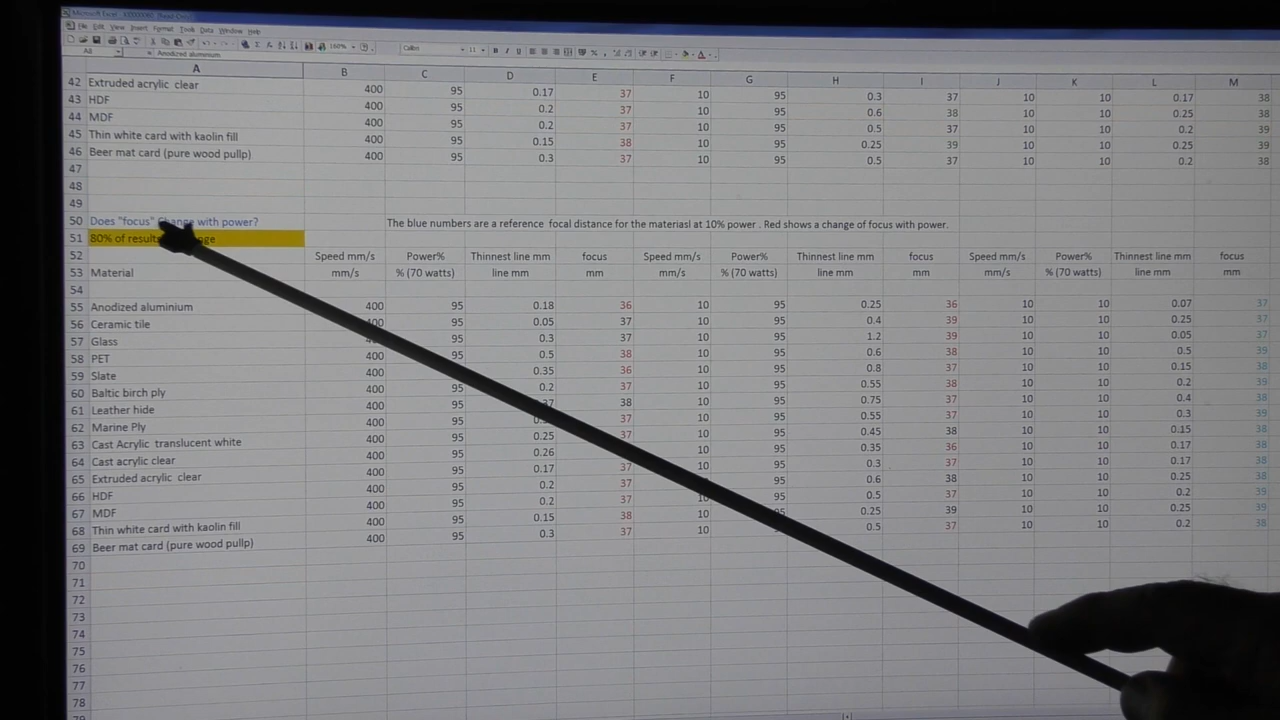 Microsoft Excel
File Edit View Insert Format Tools Data Window Help
100% Calibri 11 B I U
A2 Anodized aluminium
A B C D E F G H I J K L M
42 Extruded acrylic clear 400 95 0.17 37 10 95 0.3 37 10 10 0.17 38
43 HDF 400 95 0.2 37 10 95 0.6 38 10 10 0.25 38
44 MDF 400 95 0.2 37 10 95 0.5 37 10 10 0.2 39
45 Thin white card with kaolin fill 400 95 0.15 38 10 95 0.25 39 10 10 0.25 39
46 Beer mat card (pure wood pullp) 400 95 0.3 37 10 95 0.5 37 10 10 0.2 38
47
48
49
50 Does "focus" Change with power? The blue numbers are a reference focal distance for the materiasl at 10% power . Red shows a change of focus with power.
51 80% of results
52 Speed mm/s Power% Thinnest line mm focus Speed mm/s Power% Thinnest line mm focus Speed mm/s Power% Thinnest line mm focus
53 Material mm/s % (70 watts) line mm mm mm/s % (70 watts) line mm mm mm/s % (70 watts) line mm mm
54
55 Anodized aluminium 400 95 0.18 36 10 95 0.25 36 10 10 0.07 37
56 Ceramic tile 400 95 0.05 37 10 95 0.4 39 10 10 0.25 37
57 Glass 95 0.3 37 10 95 1.2 39 10 10 0.05 37
58 PET 400 95 0.5 38 10 95 0.6 38 10 10 0.5 39
59 Slate 400 0.35 36 10 95 0.8 37 10 10 0.15 38
60 Baltic birch ply 400 95 0.2 37 10 95 0.55 38 10 10 0.2 39
61 Leather hide 400 95 38 10 95 0.75 37 10 10 0.4 38
62 Marine Ply 400 95 37 10 95 0.55 37 10 10 0.3 39
63 Cast Acrylic translucent white 400 95 0.25 37 10 95 0.45 38 10 10 0.15 38
64 Cast acrylic clear 400 95 0.26 10 95 0.35 36 10 10 0.17 38
65 Extruded acrylic clear 400 95 0.17 37 10 95 0.3 37 10 10 0.17 38
66 HDF 400 95 0.2 37 95 0.6 38 10 10 0.25 38
67 MDF 400 95 0.2 37 10 0.5 37 10 10 0.2 39
68 Thin white card with kaolin fill 400 95 0.15 38 10 95 0.25 39 10 10 0.25 39
69 Beer mat card (pure wood pullp) 400 95 0.3 37 10 95 0.5 37 10 10 0.2 38
70
71
72
73
74
75
76
77
78